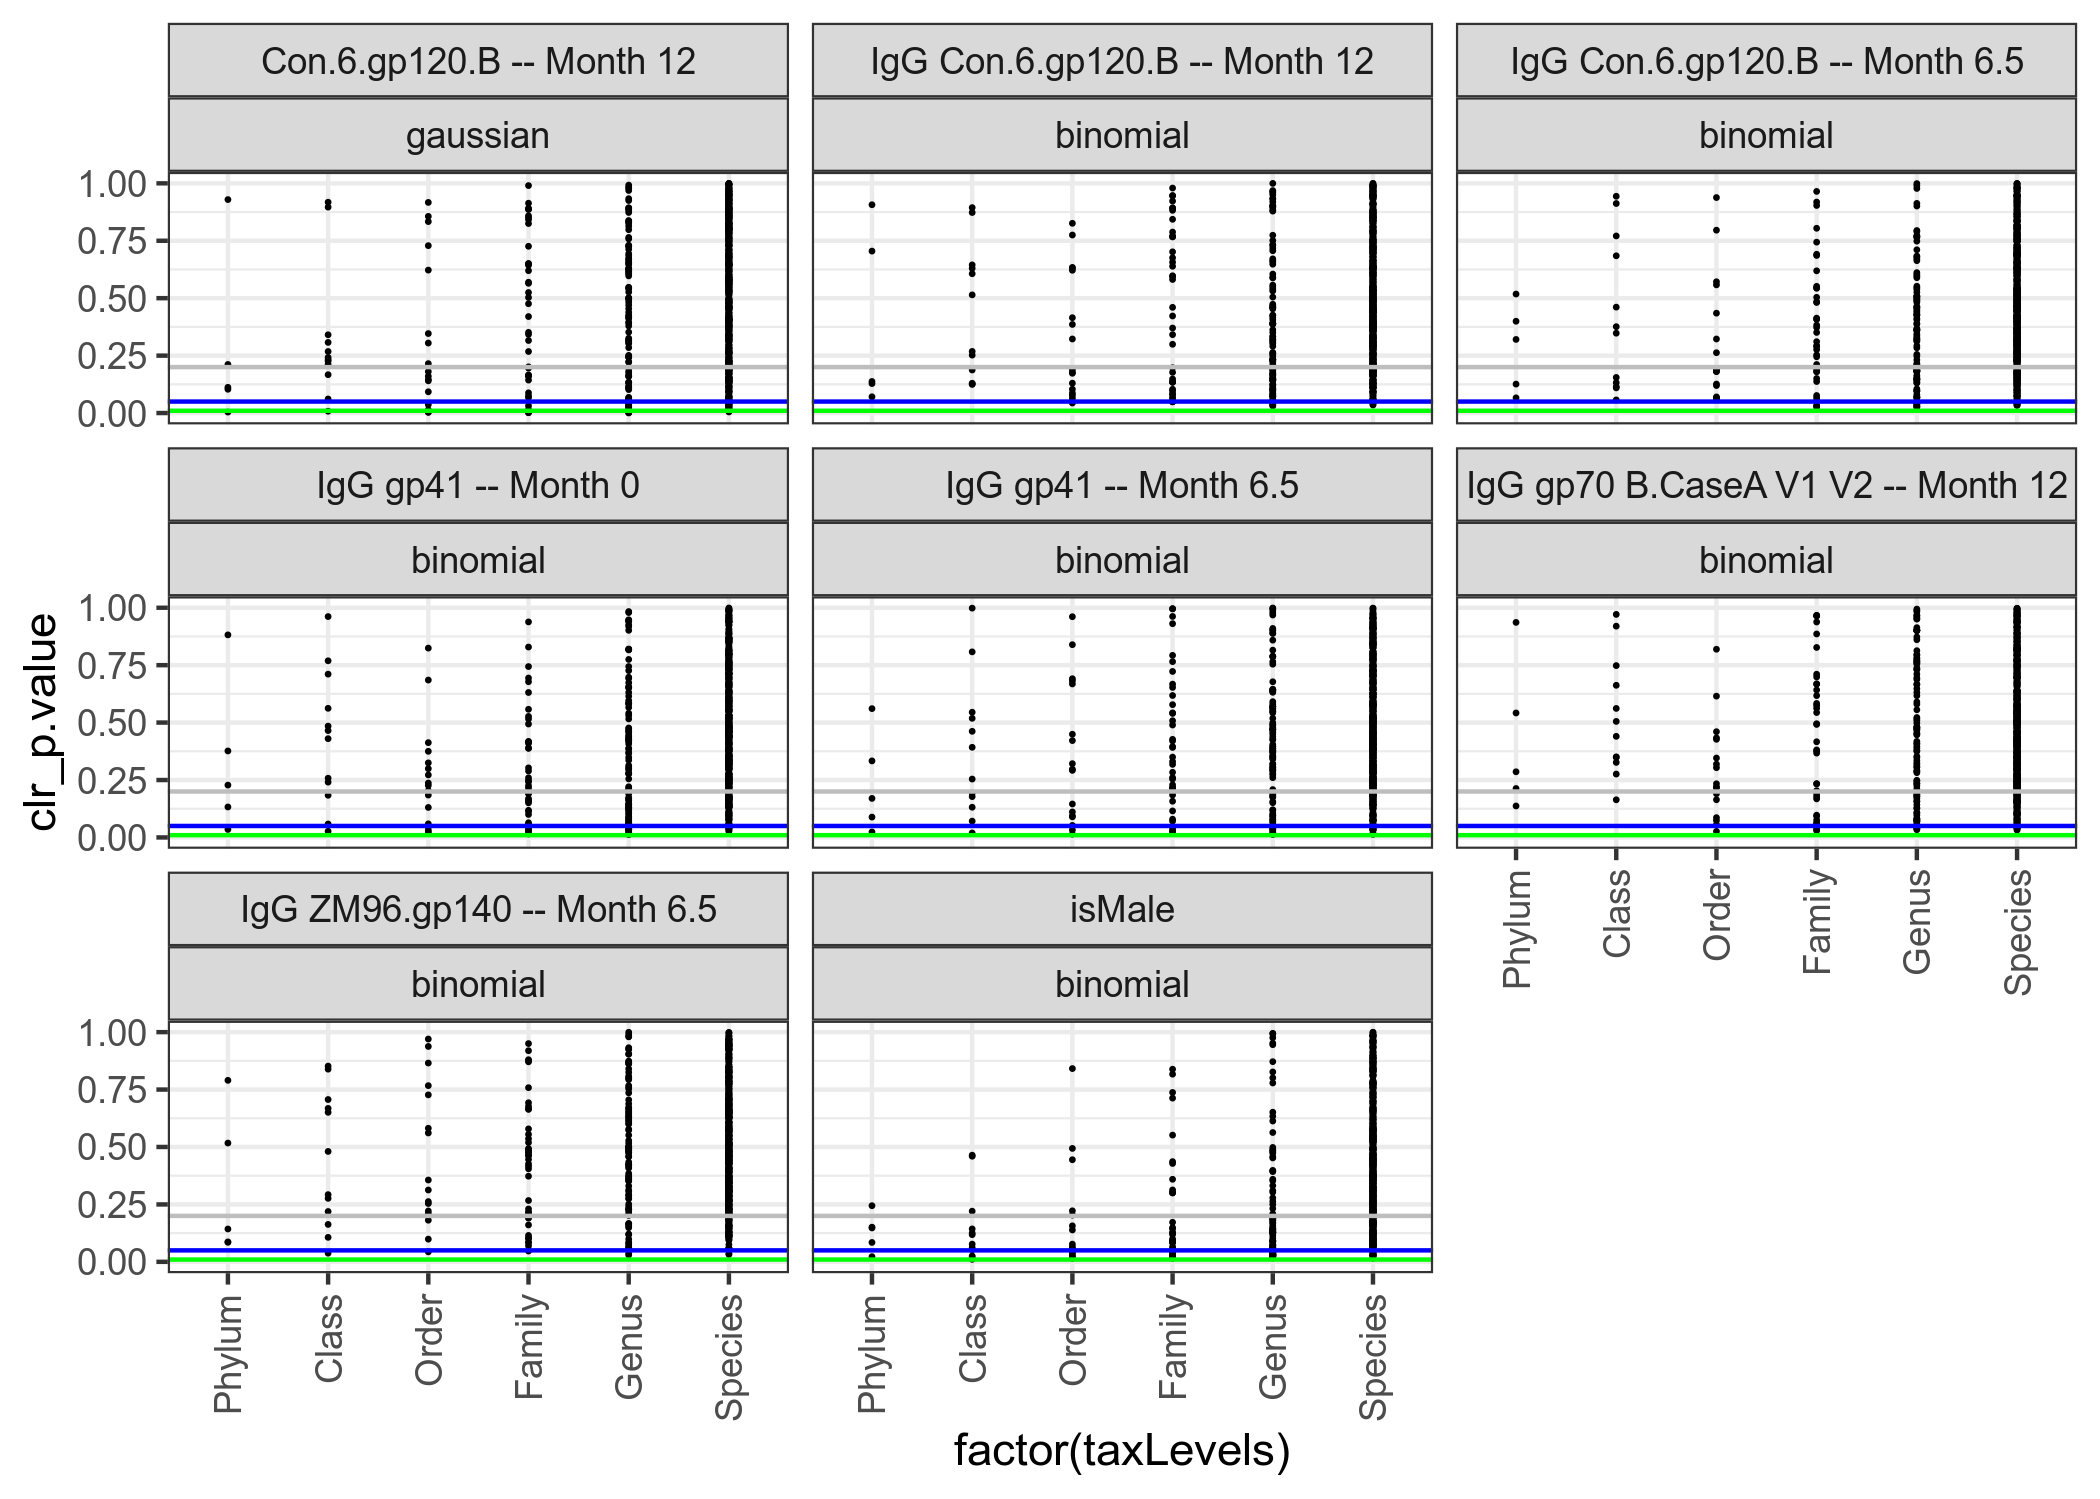 Con.6.gp120.B -- Month 12
IgG Con.6.gp120.B -- Month 12
IgG Con.6.gp120.B -- Month 6.5
gaussian
binomial
binomial
1.00
0.75
0.50
0.25
0.00
IgG gp41 -- Month 0
IgG gp41 -- Month 6.5
IgG gp70 B.CaseA V1 V2 -- Month 12
binomial
binomial
binomial
1.00
0.75
0.50
0.25
0.00
clr_p.value
Phylum
Class
Order
Family
Genus
Species
IgG ZM96.gp140 -- Month 6.5
isMale
binomial
binomial
1.00
0.75
0.50
0.25
0.00
Phylum
Class
Order
Family
Genus
Species
Phylum
Class
Order
Family
Genus
Species
factor(taxLevels)